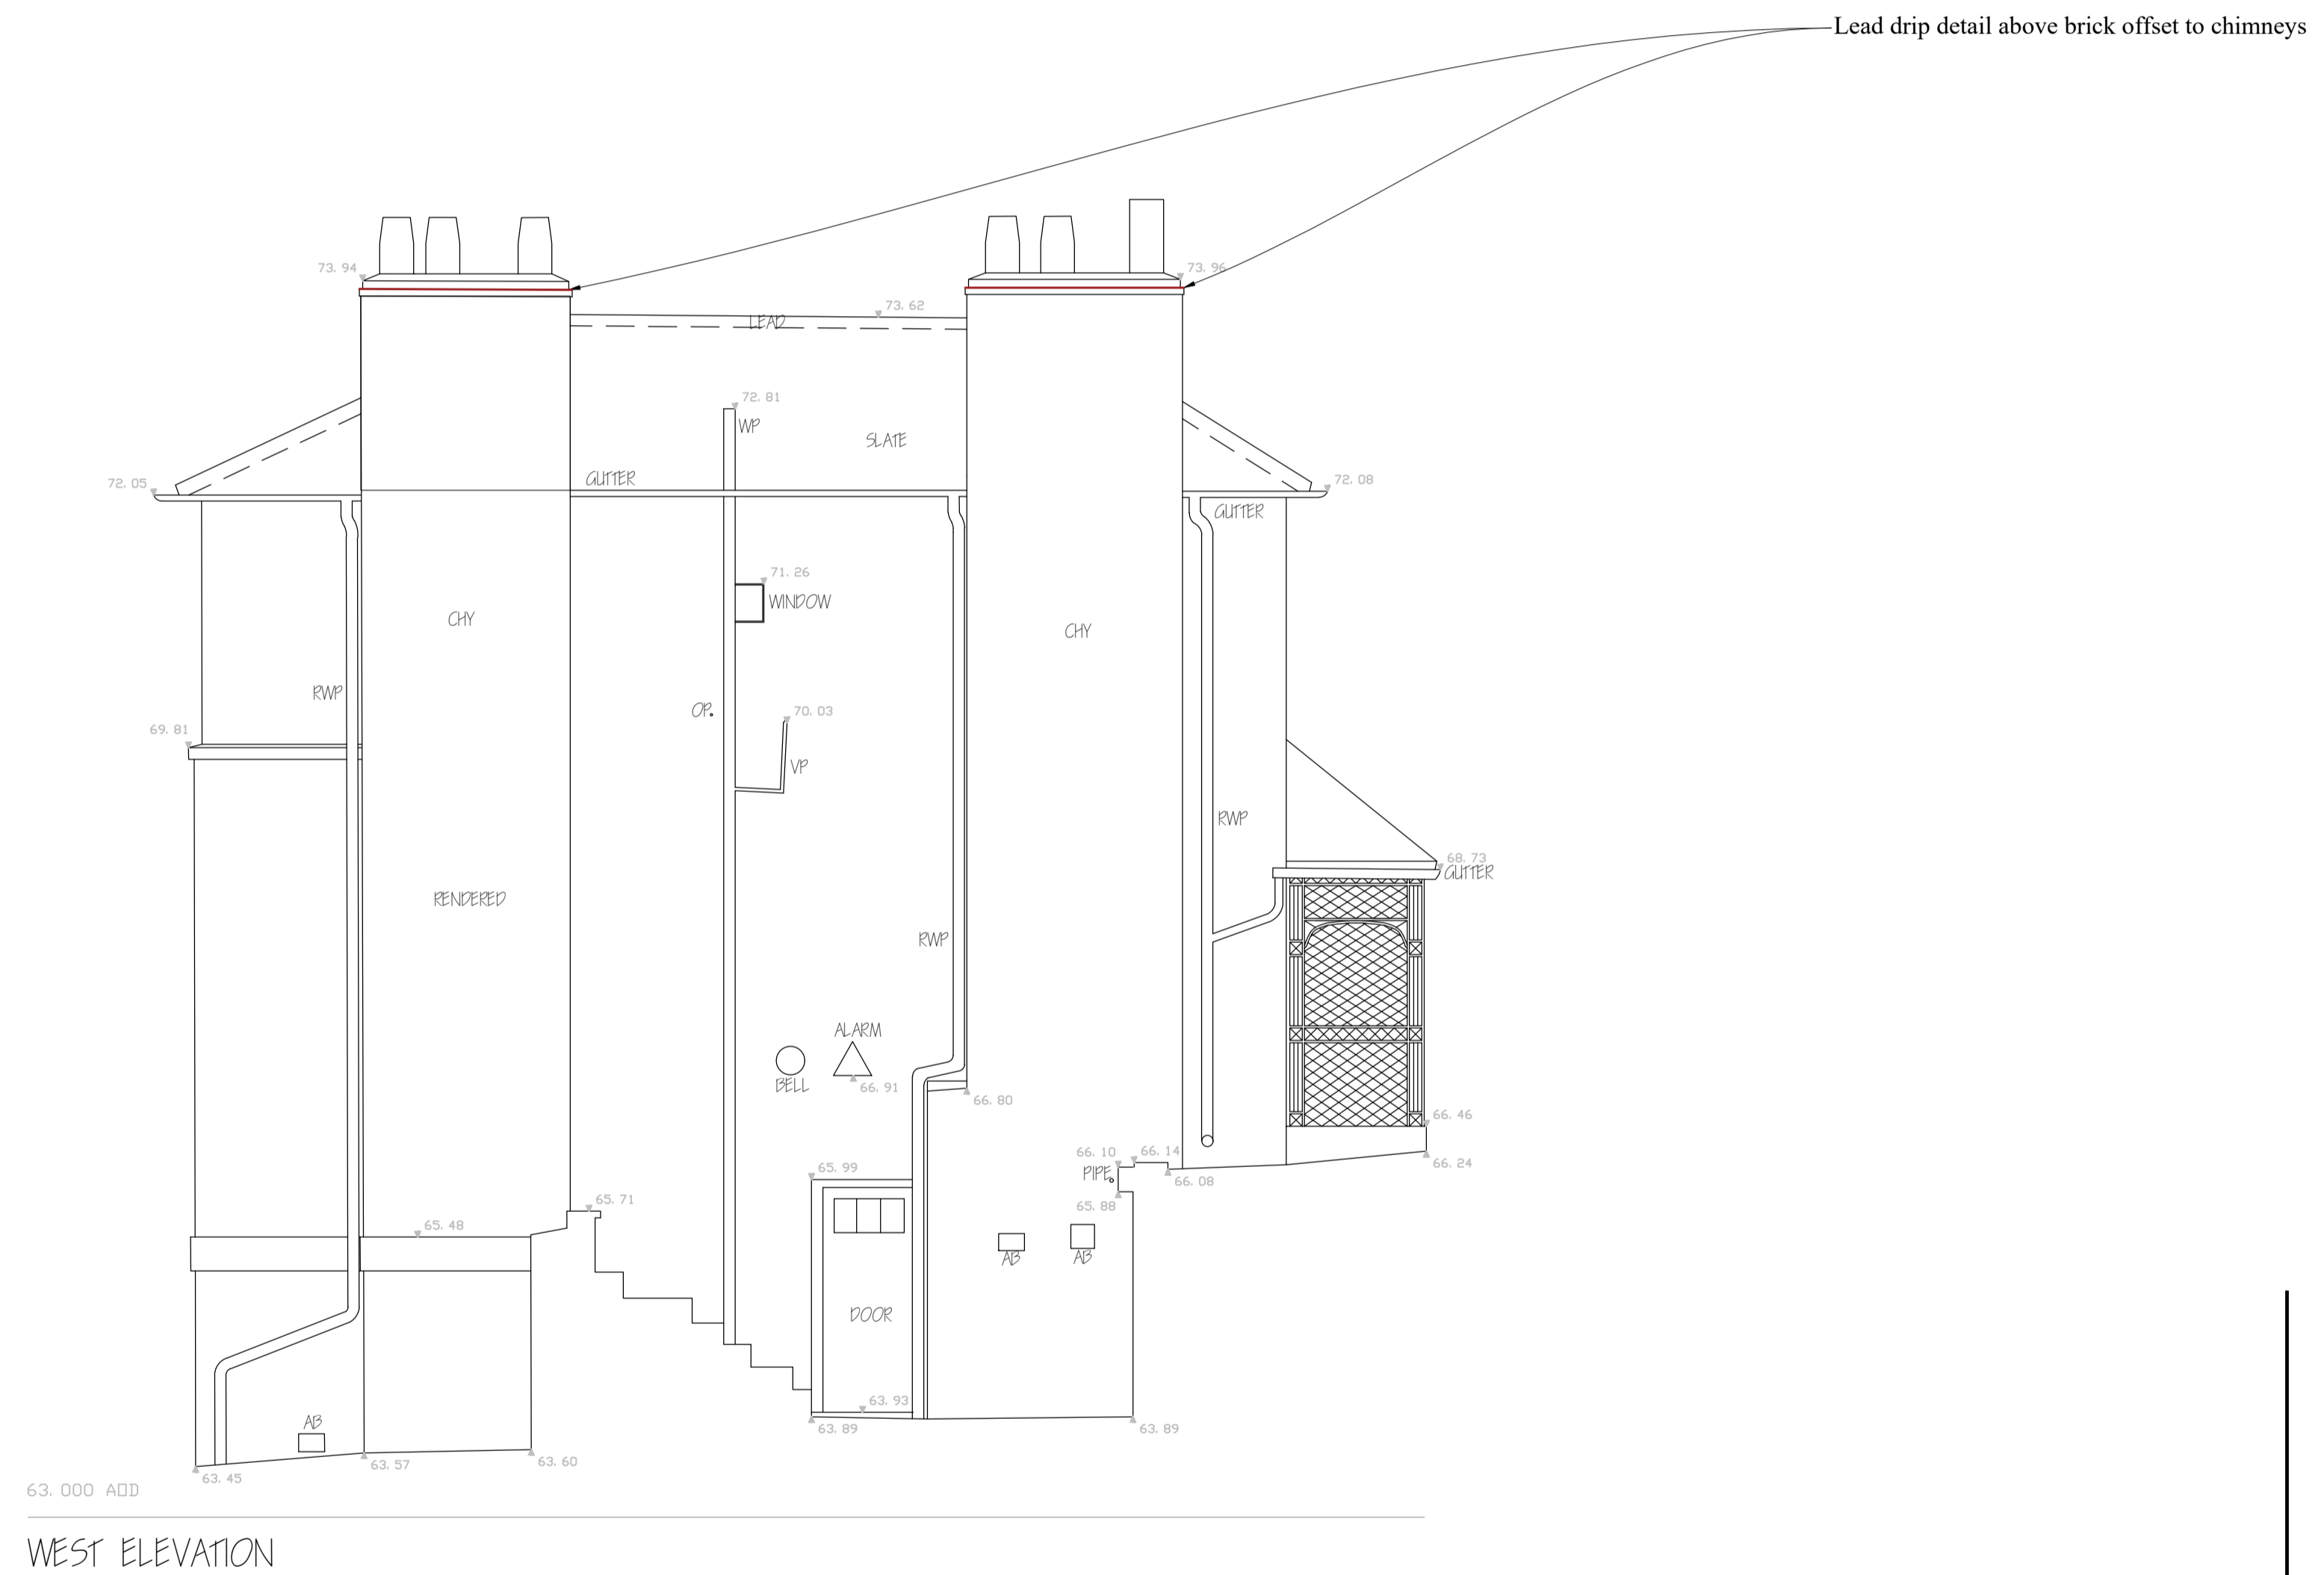 Lead drip detail above brick offset to chimneys
73. 94
73. 96
73. 62
LEAD
72. 81
WP
SLATE
GUTTER
72. 05
72. 08
GUTTER
71. 26
WINDOW
CHY
CHY
RWP
OP.
70. 03
69. 81
VP
RWP
68. 73
GUTTER
RENDERED
RWP
ALARM
BELL
66. 91
66. 80
66. 46
66. 10
66. 14
65. 99
PIPE
66. 08
66. 24
65. 71
65. 88
65. 48
AB
AB
DOOR
63. 93
AB
63. 89
63. 89
63. 57
63. 60
63. 45
63. 000 AOD
WEST ELEVATION